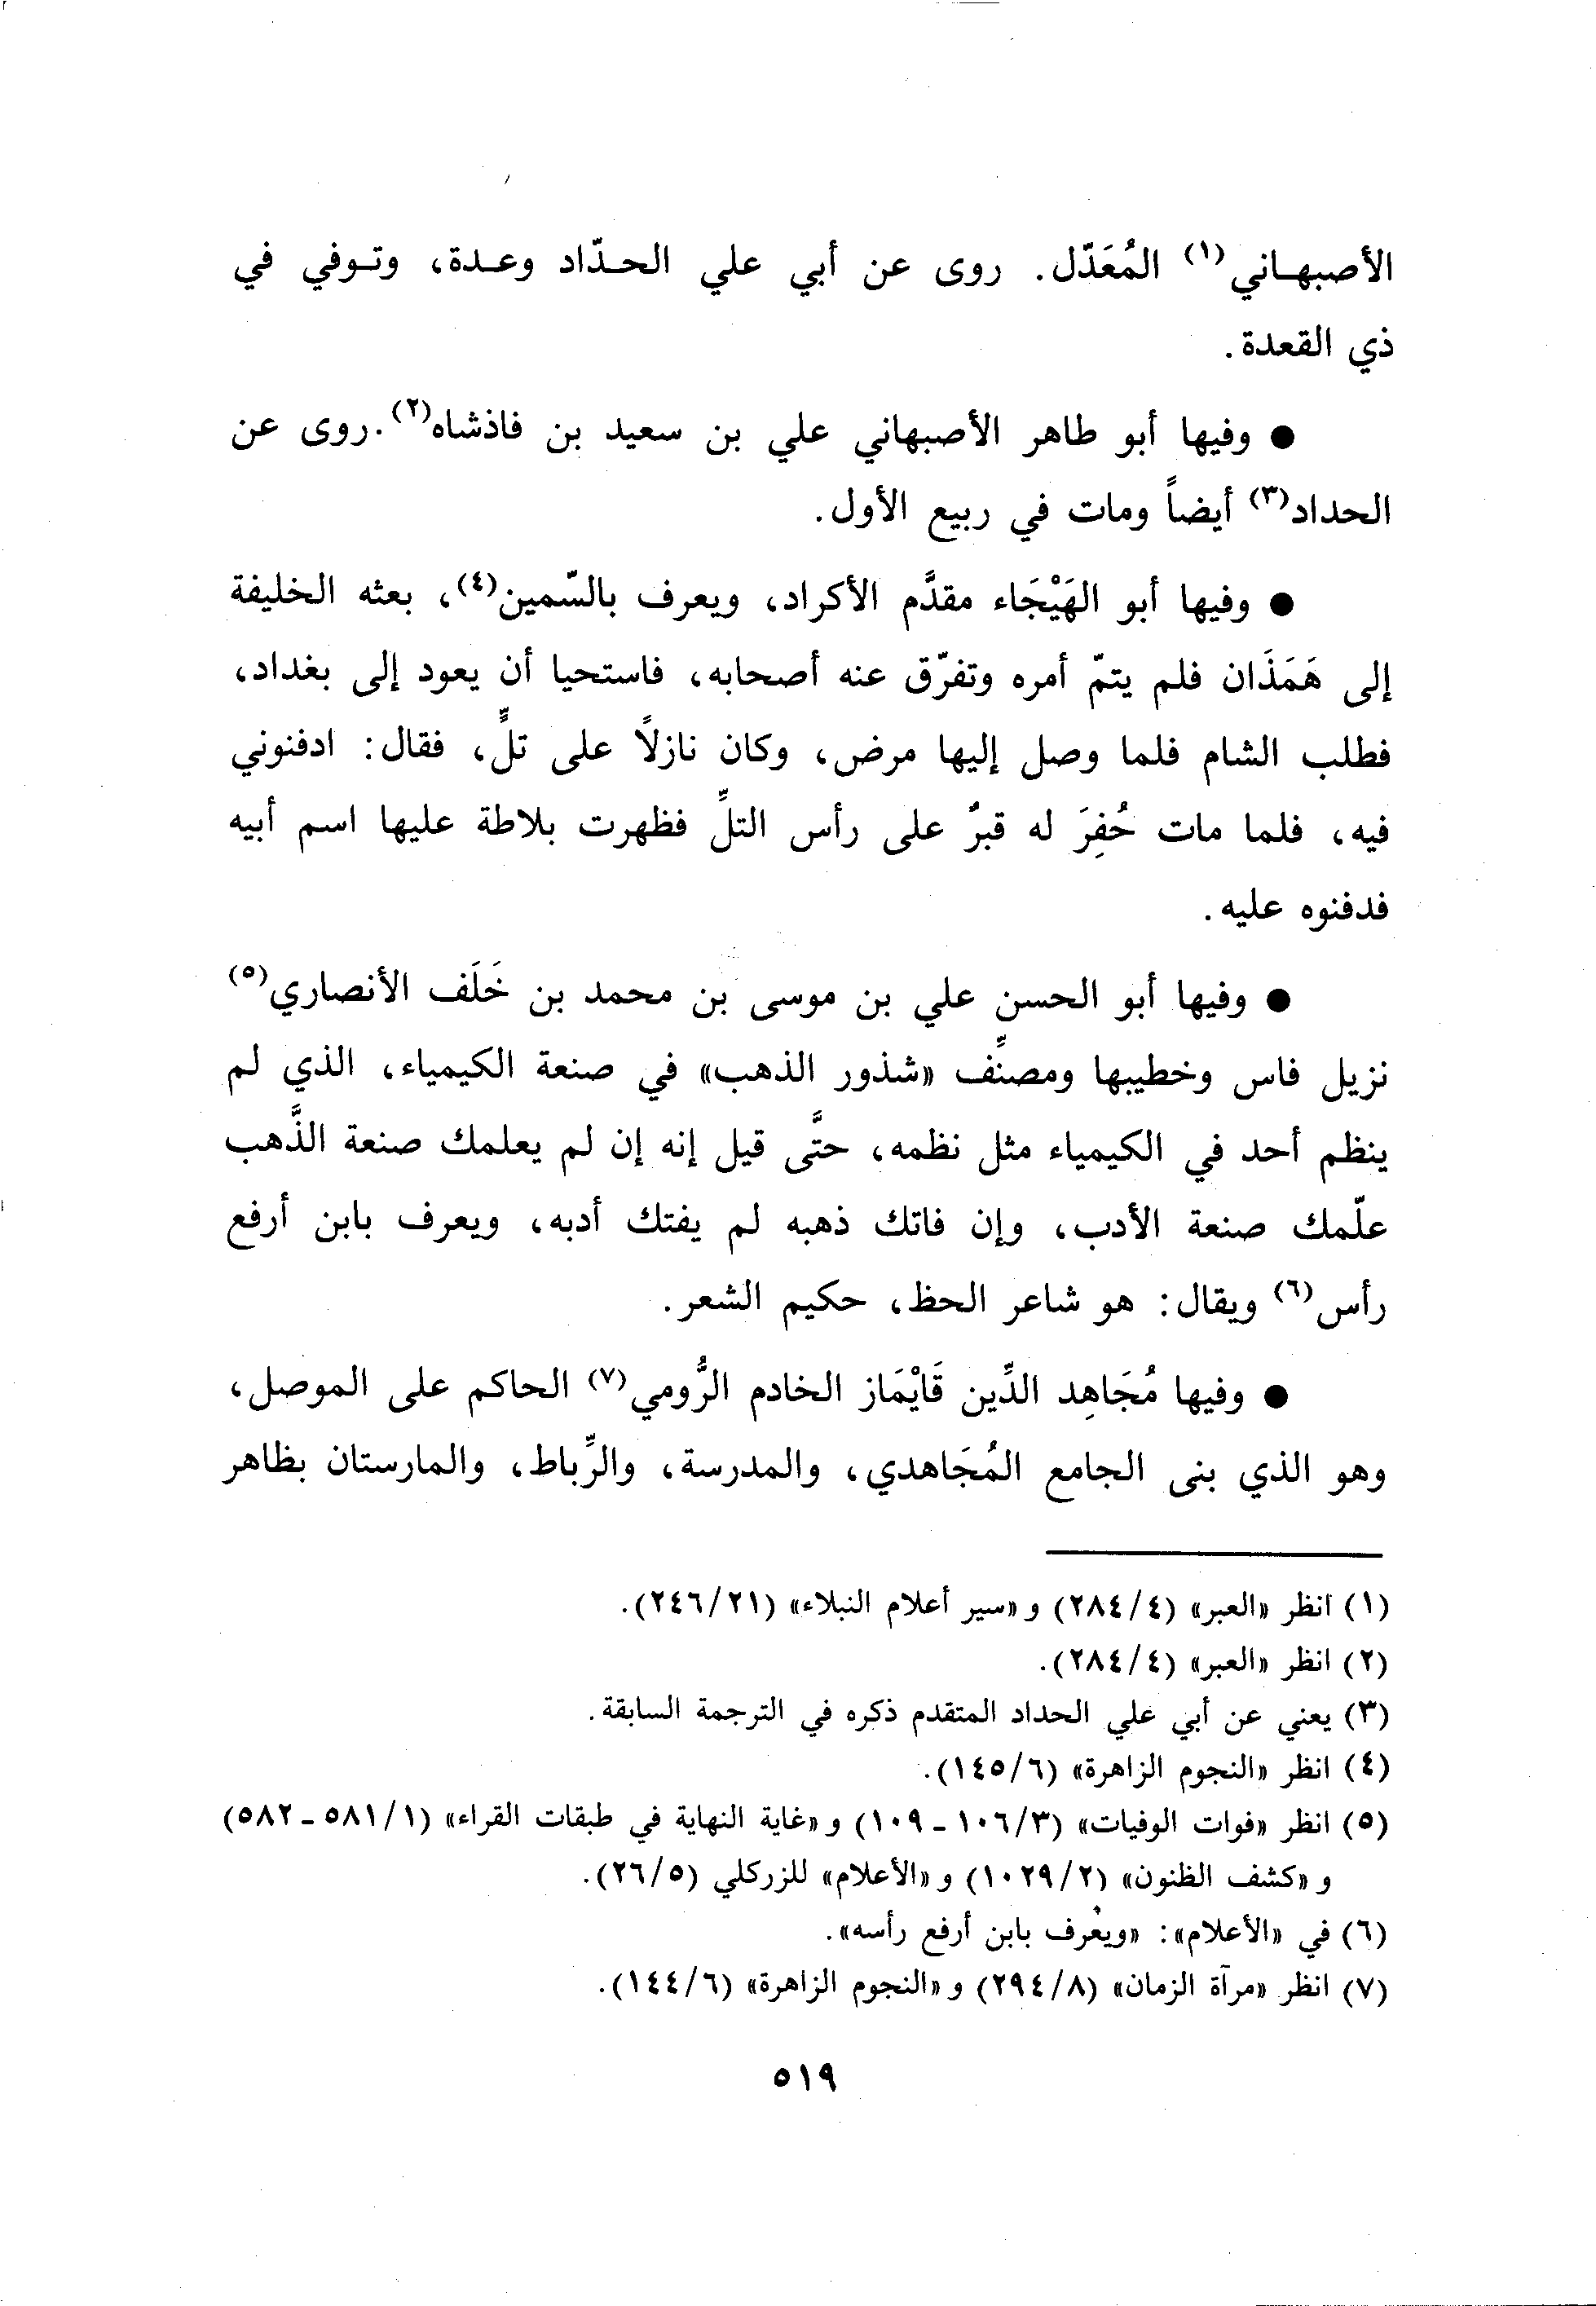 الأصبهـاني(١) المُعَدّل. روى عن أبي علي الحـدّاد وعـدة، وتـوفي في
ذي القعدة.
● وفيها أبو طاهر الأصبهاني علي بن سعيد بن فاذشاه(٢). روى عن
الحداد(٣) أيضاً ومات في ربيع الأول.
● وفيها أبو الهَيْجَاء مقدَّم الأكراد، ويعرف بالسّمين(٤)، بعثه الخليفة
إلى هَمَذَان فلم يتمّ أمره وتفرّق عنه أصحابه، فاستحيا أن يعود إلى بغداد،
فطلب الشام فلما وصل إليها مرض، وكان نازلاً على تلٍّ، فقال: ادفنوني
فيه، فلما مات حُفِرَ له قبرٌ على رأس التلِّ فظهرت بلاطة عليها اسم أبيه
فدفنوه عليه.
● وفيها أبو الحسن علي بن موسى بن محمد بن خَلَف الأنصاري(٥)
نزيل فاس وخطيبها ومصنِّف «شذور الذهب» في صنعة الكيمياء، الذي لم
ينظم أحد في الكيمياء مثل نظمه، حتَّى قيل إنه إن لم يعلمك صنعة الذَّهب
علّمك صنعة الأدب، وإن فاتك ذهبه لم يفتك أدبه، ويعرف بابن أرفع
رأس(٦) ويقال: هو شاعر الحظ، حكيم الشعر.
● وفيها مُجَاهِد الدِّين قَايْمَاز الخادم الرُّومي(٧) الحاكم على الموصل،
وهو الذي بنى الجامع المُجَاهدي، والمدرسة، والرِّباط، والمارستان بظاهر
(١) انظر «العبر» (٢٨٤/٤) و«سير أعلام النبلاء» (٢٤٦/٢١).
(٢) انظر «العبر» (٢٨٤/٤).
(٣) يعني عن أبي علي الحداد المتقدم ذكره في الترجمة السابقة.
(٤) انظر «النجوم الزاهرة» (١٤٥/٦).
(٥) انظر «فوات الوفيات» (١٠٦/٣ - ١٠٩) و«غاية النهاية في طبقات القراء» (٥٨١/١ - ٥٨٢)
و«كشف الظنون» (١٠٢٩/٢) و«الأعلام» للزركلي (٢٦/٥).
(٦) في «الأعلام»: «ويعُرف بابن أرفع رأسه».
(٧) انظر «مرآة الزمان» (٢٩٤/٨) و«النجوم الزاهرة» (١٤٤/٦).
٥١٩